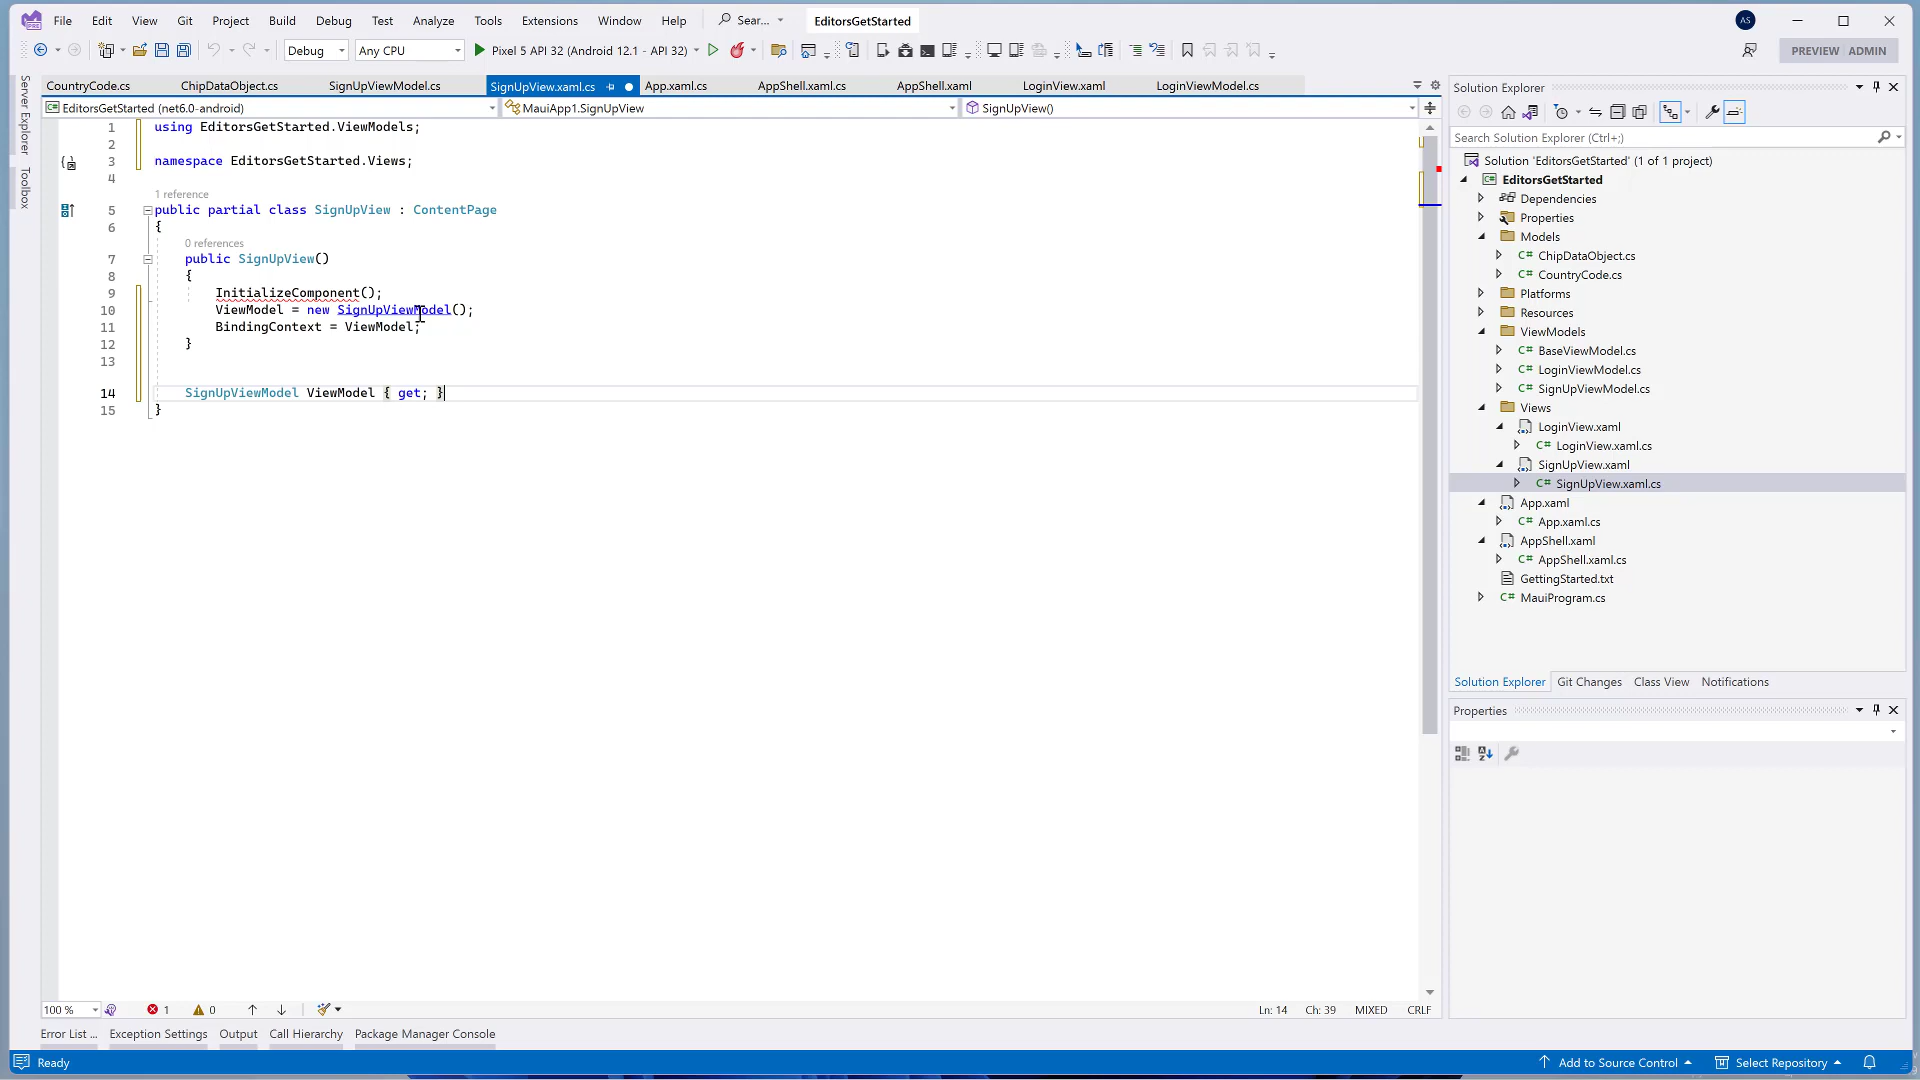 File Edit View Git Project Build Debug Test Analyze Tools Extensions Window Help Sear... EditorsGetStarted AS
Debug Any CPU Pixel 5 API 32 (Android 12.1 - API 32) PREVIEW ADMIN
CountryCode.cs ChipDataObject.cs SignUpViewModel.cs SignUpView.xaml.cs App.xaml.cs AppShell.xaml.cs AppShell.xaml LoginView.xaml LoginViewModel.cs
EditorsGetStarted (net6.0-android) MauiApp1.SignUpView SignUpView()
Server Explorer
Toolbox
1 using EditorsGetStarted.ViewModels;
2
3 namespace EditorsGetStarted.Views;
4
1 reference
5 public partial class SignUpView : ContentPage
6 {
0 references
7 public SignUpView()
8 {
9 InitializeComponent();
10 ViewModel = new SignUpViewModel();
11 BindingContext = ViewModel;
12 }
13
14 SignUpViewModel ViewModel { get; }
15 }
100 % 1 0 Ln: 14 Ch: 39 MIXED CRLF
Error List ... Exception Settings Output Call Hierarchy Package Manager Console
Ready Add to Source Control Select Repository
Solution Explorer
Search Solution Explorer (Ctrl+;)
Solution 'EditorsGetStarted' (1 of 1 project)
EditorsGetStarted
Dependencies
Properties
Models
C# ChipDataObject.cs
C# CountryCode.cs
Platforms
Resources
ViewModels
C# BaseViewModel.cs
C# LoginViewModel.cs
C# SignUpViewModel.cs
Views
LoginView.xaml
C# LoginView.xaml.cs
SignUpView.xaml
C# SignUpView.xaml.cs
App.xaml
C# App.xaml.cs
AppShell.xaml
C# AppShell.xaml.cs
GettingStarted.txt
C# MauiProgram.cs
Solution Explorer Git Changes Class View Notifications
Properties